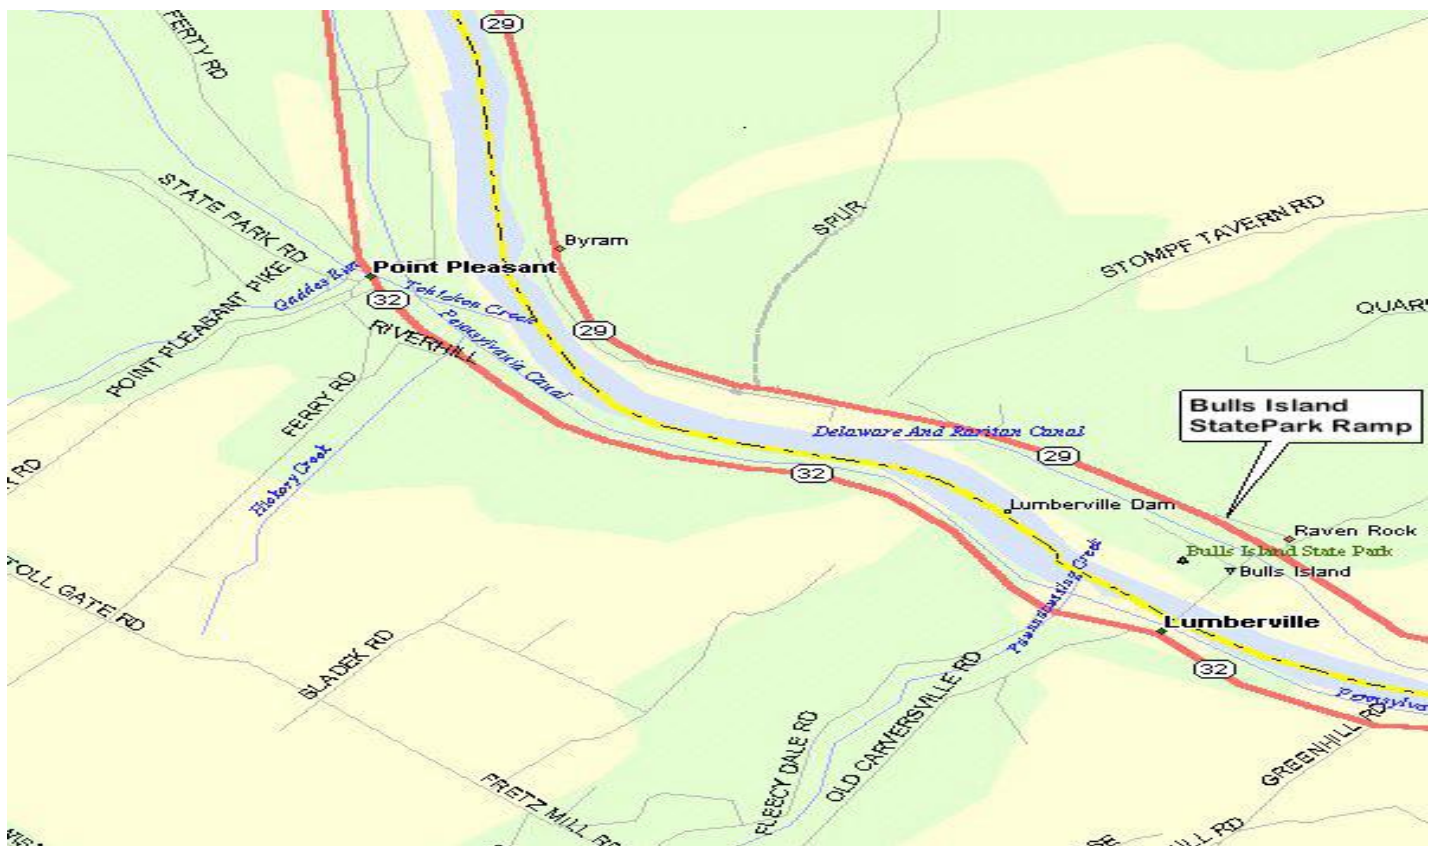 29
FERTY RD
STATE PARK RD
SPUR
STOMPF TAVERN RD
Byram
Point Pleasant
POINT PLEASANT PIKE
32
Tohickon Creek
RIVERHILL
Pennsylvania Canal
29
QUAR
FERRY RD
Bulls Island
StatePark Ramp
Delaware And Raritan Canal
29
32
Hickory Creek
RD
Lumberville Dam
Raven Rock
Bulls Island State Park
Bulls Island
TOLL GATE RD
Lumberville
BLADEK RD
32
Pennsylva
OLD CARVERSVILLE RD
FLEECY DALE RD
GREENHILL RD
FRETZ MILL RD
ILL RD